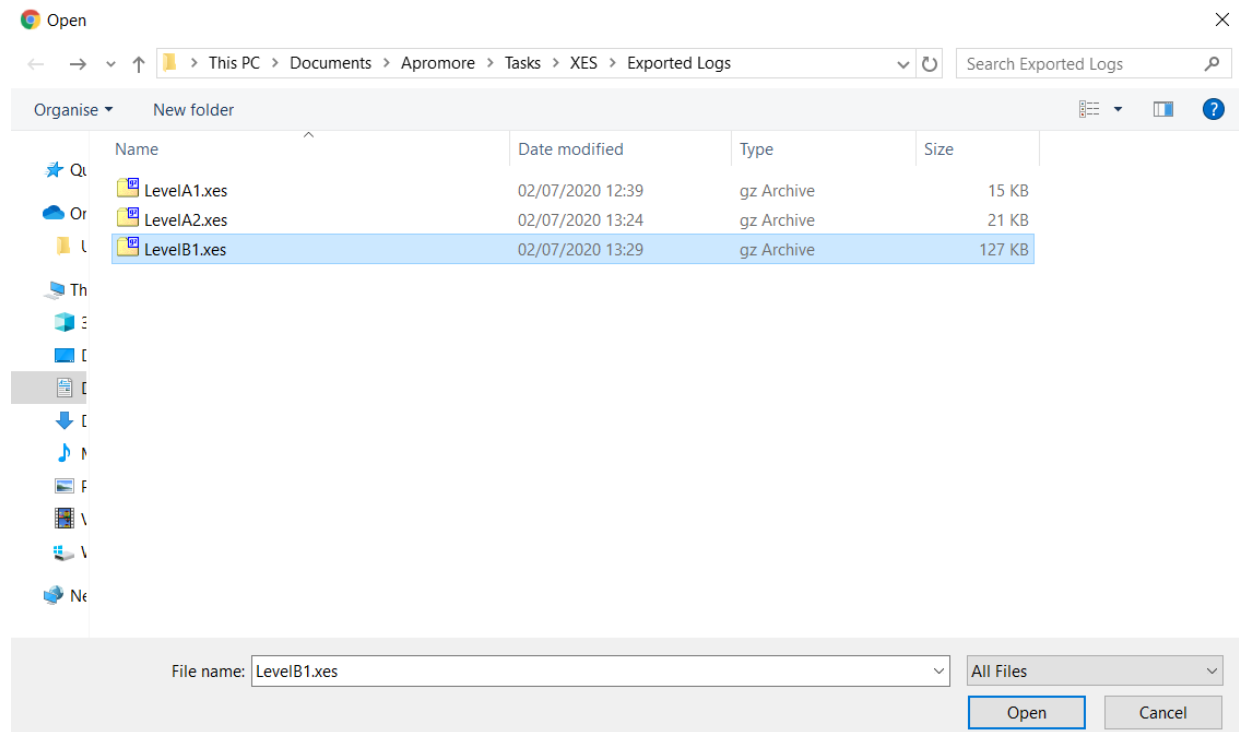 Open
This PC > Documents > Apromore > Tasks > XES > Exported Logs
Search Exported Logs
Organise New folder
?
Name Date modified Type Size
LevelA1.xes 02/07/2020 12:39 gz Archive 15 KB
LevelA2.xes 02/07/2020 13:24 gz Archive 21 KB
LevelB1.xes 02/07/2020 13:29 gz Archive 127 KB
File name: LevelB1.xes All Files
Open Cancel